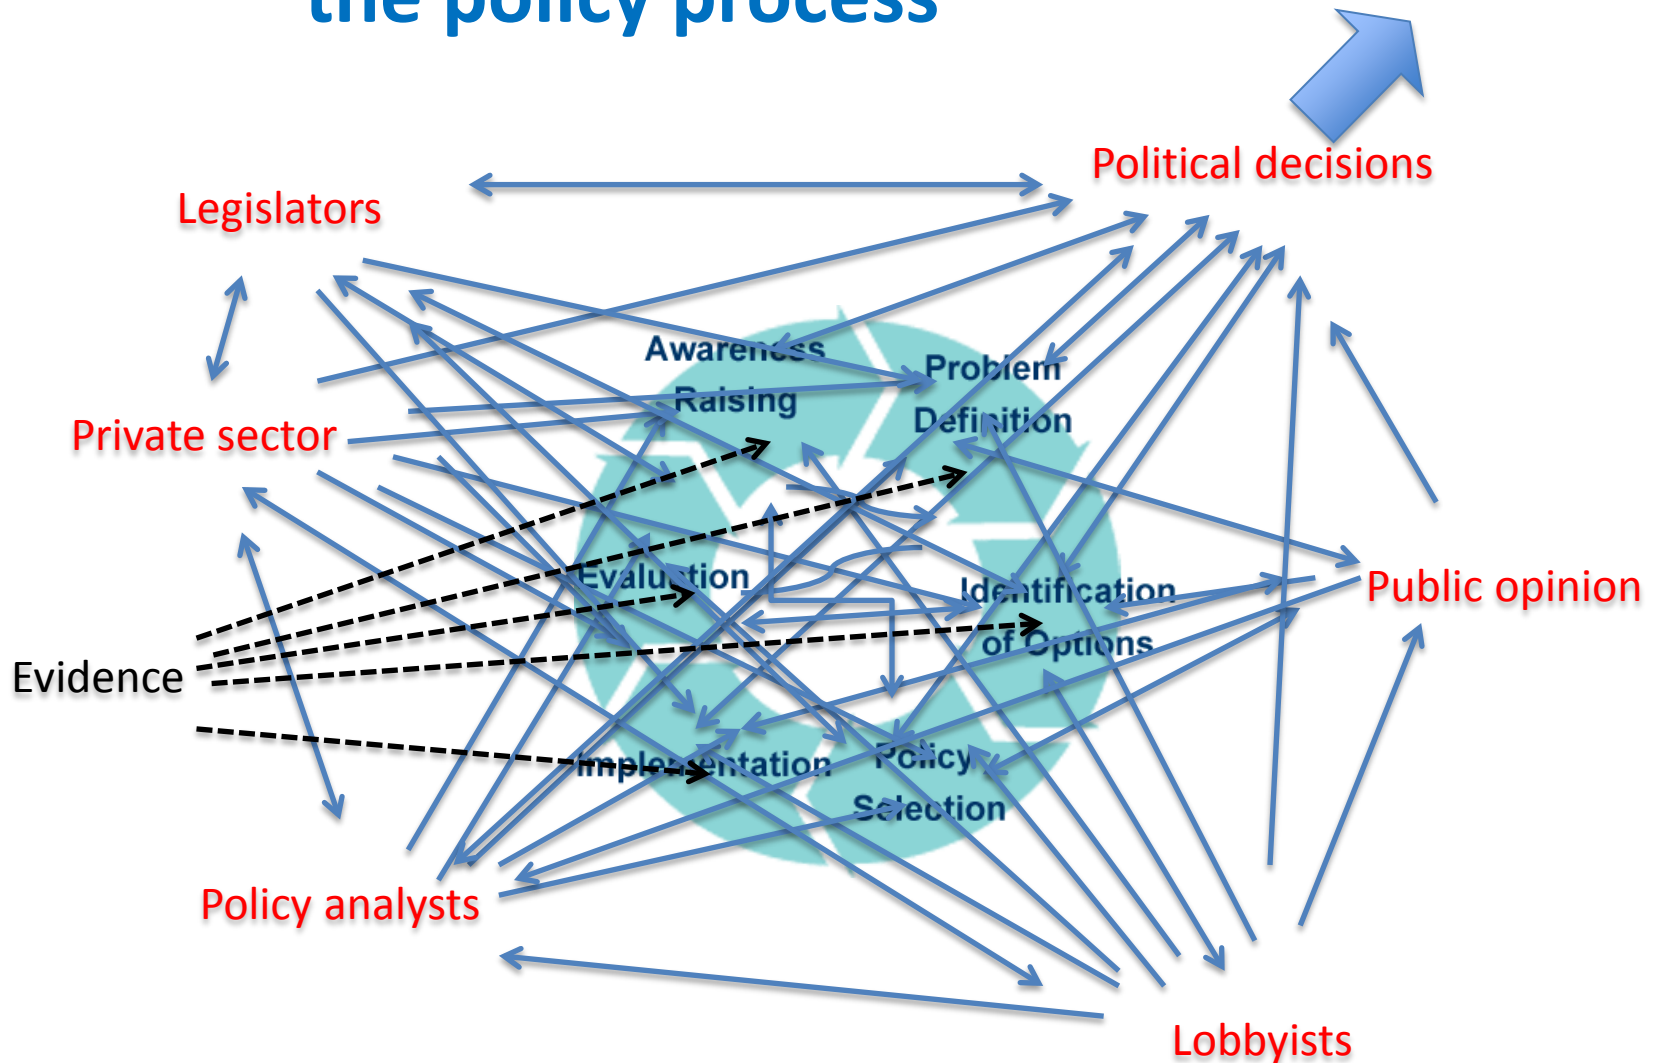 the policy process
Political decisions
Legislators
Awareness
Raising
Problem
Definition
Private sector
Evaluation
Identification
of Options
Public opinion
Evidence
Implementation
Policy
Selection
Policy analysts
Lobbyists